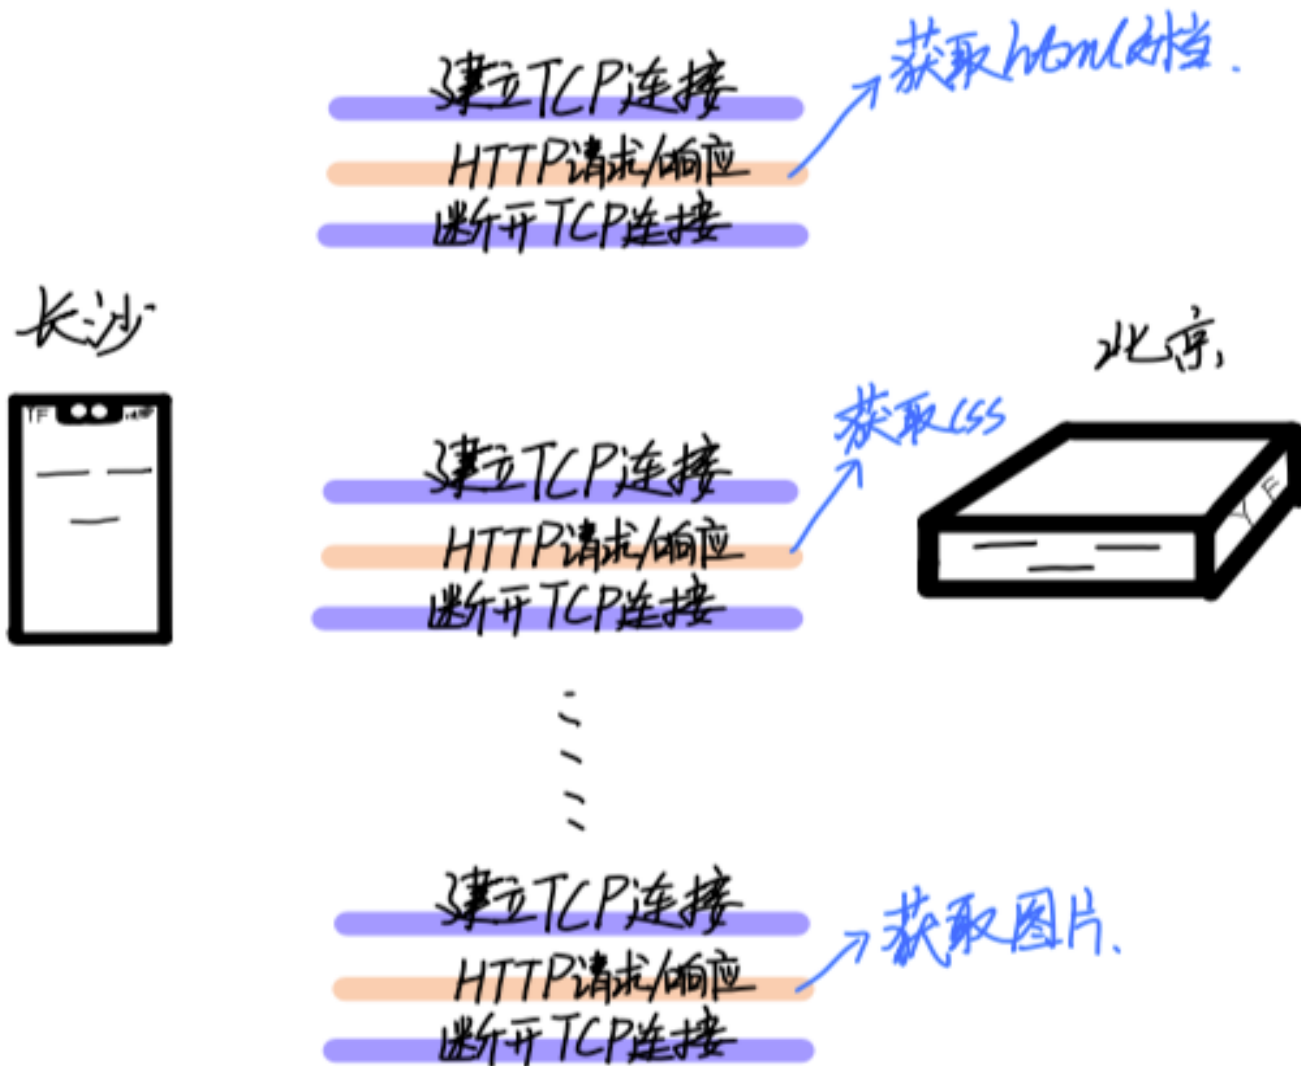 获取html文档.
建立TCP连接
HTTP请求/响应
断开TCP连接
长沙
北京
TF
获取css
建立TCP连接
HTTP请求/响应
断开TCP连接
YF
建立TCP连接
HTTP请求/响应
断开TCP连接
获取图片.